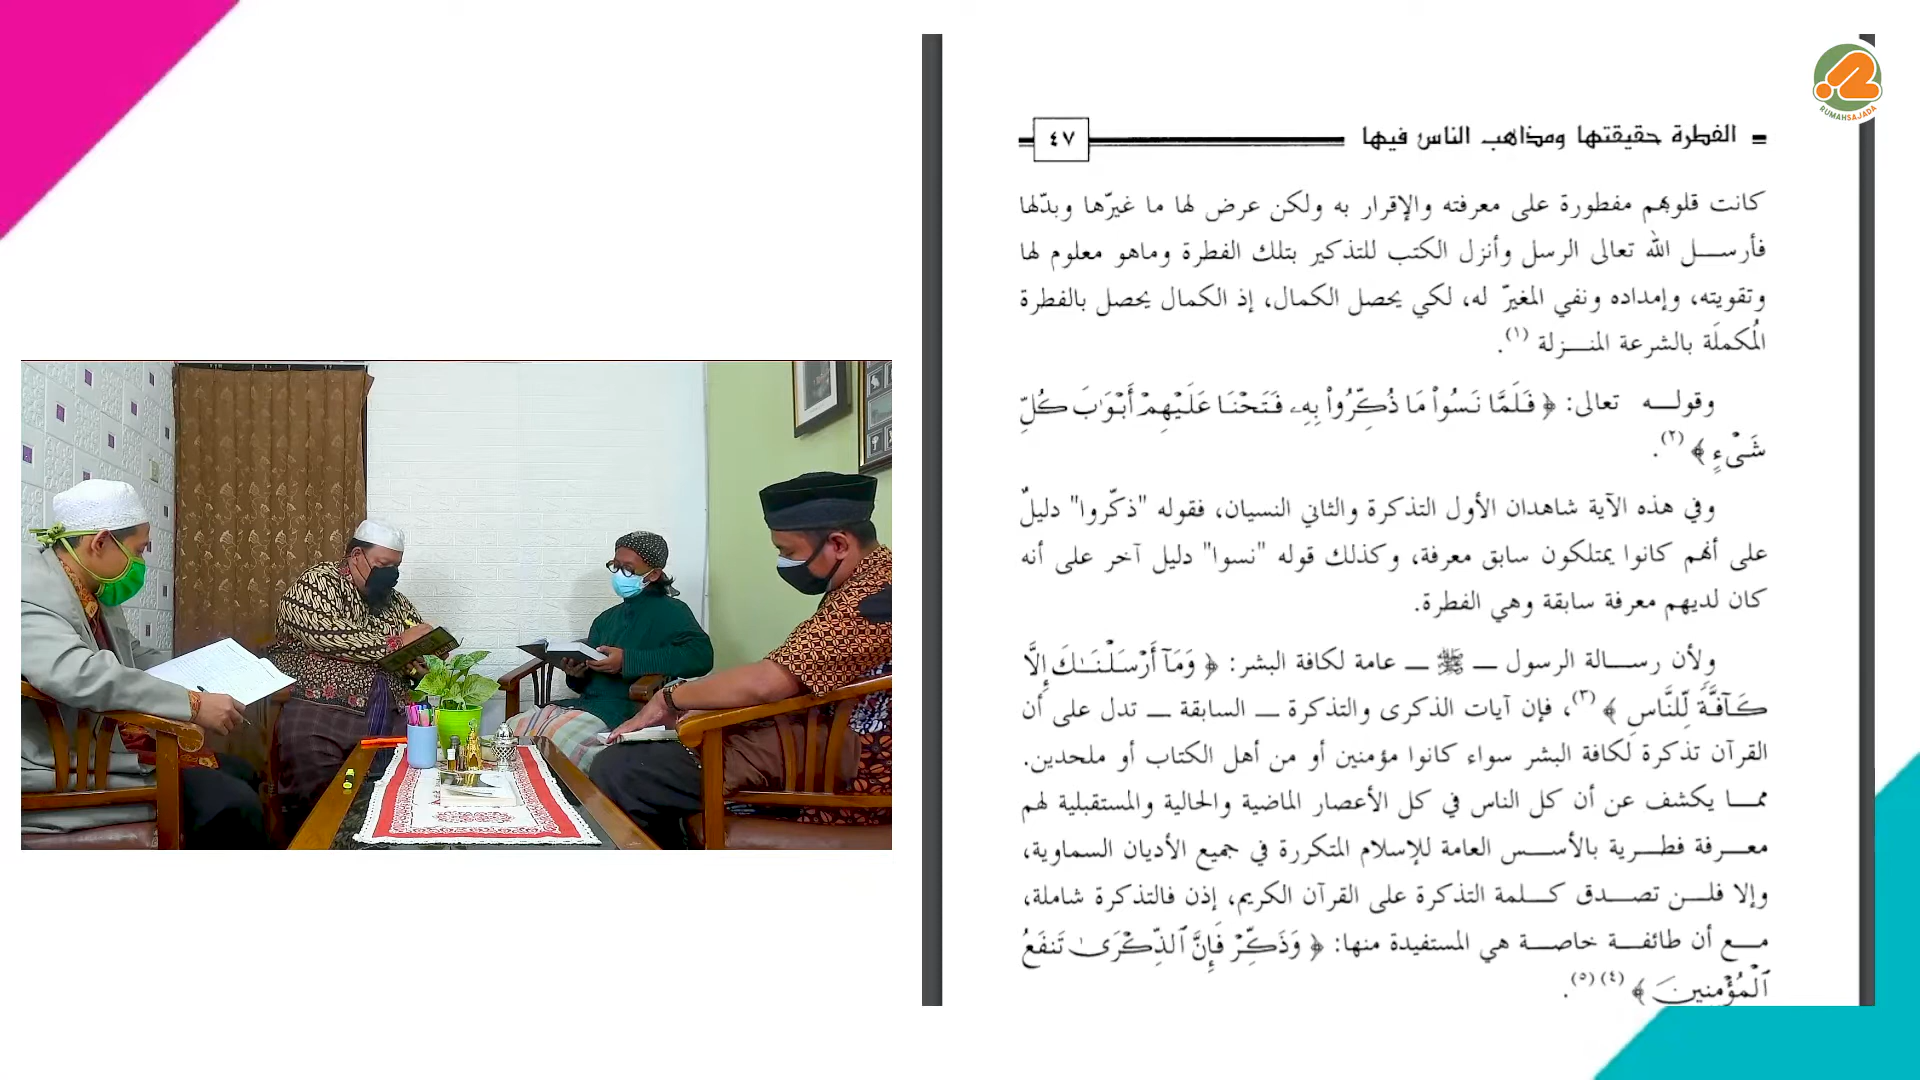 RUMAHSAJADA
الفطرة حقيقتها ومذاهب الناس فيها
٤٧
كانت قلوبهم مفطورة على معرفته والإقرار به ولكن عرض لها ما غيّرها وبدّلها
فأرسل الله تعالى الرسل وأنزل الكتب للتذكير بتلك الفطرة وماهو معلوم لها
وتقويته، وإمداده ونفي المغيرّ له، لكي يحصل الكمال، إذ الكمال يحصل بالفطرة
المُكملَة بالشرعة المنزلة (١).
وقوله تعالى: ﴿ فَلَمَّا نَسُوا۟ مَا ذُكِّرُوا۟ بِهِۦ فَتَحْنَا عَلَيْهِمْ أَبْوَٰبَ كُلِّ
شَىْءٍ ﴾ (٢).
وفي هذه الآية شاهدان الأول التذكرة والثاني النسيان، فقوله "ذكّروا" دليلٌ
على أنهم كانوا يمتلكون سابق معرفة، وكذلك قوله "نسوا" دليل آخر على أنه
كان لديهم معرفة سابقة وهي الفطرة.
ولأن رسالة الرسول — ﷺ — عامة لكافة البشر: ﴿ وَمَآ أَرْسَلْنَـٰكَ إِلَّا
كَآفَّةً لِّلنَّاسِ ﴾ (٣)، فإن آيات الذكرى والتذكرة — السابقة — تدل على أن
القرآن تذكرة لكافة البشر سواء كانوا مؤمنين أو من أهل الكتاب أو ملحدين.
مما يكشف عن أن كل الناس في كل الأعصار الماضية والحالية والمستقبلية لهم
معرفة فطرية بالأسس العامة للإسلام المتكررة في جميع الأديان السماوية،
وإلا فلن تصدق كلمة التذكرة على القرآن الكريم، إذن فالتذكرة شاملة،
مع أن طائفة خاصة هي المستفيدة منها: ﴿ وَذَكِّرْ فَإِنَّ ٱلذِّكْرَىٰ تَنفَعُ
ٱلْمُؤْمِنِينَ ﴾ (٤) (٥).